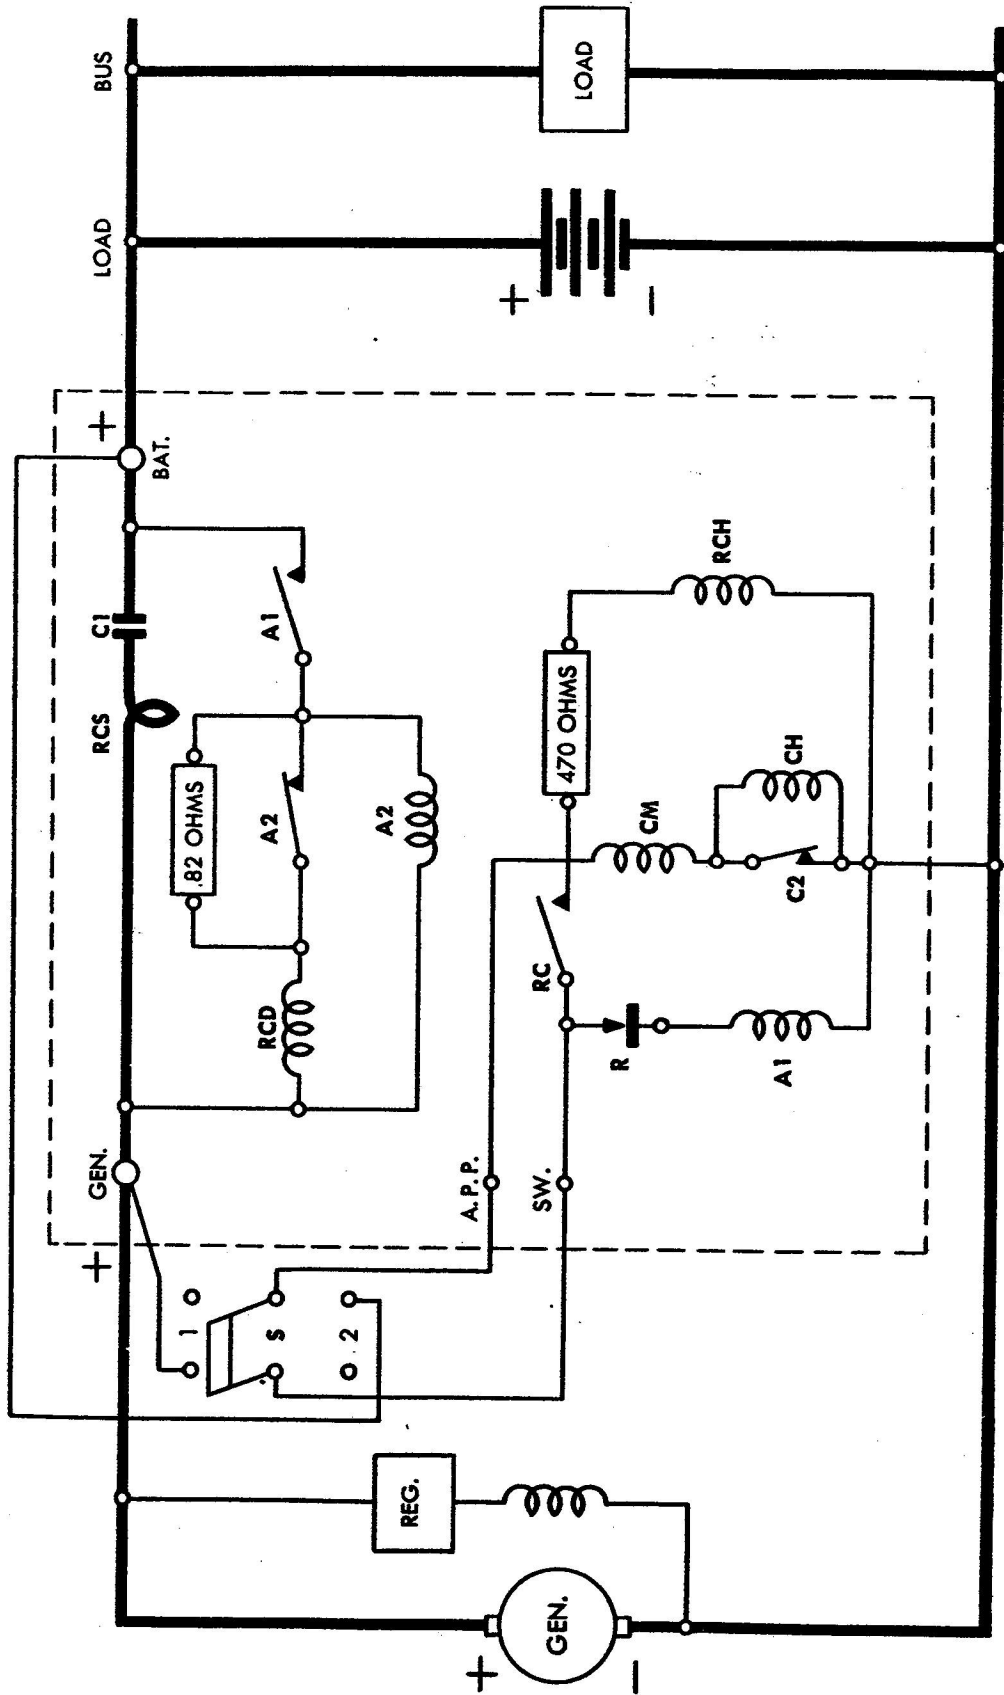 +
GEN.
RCS
C1
+
LOAD
BUS
BAT.
1
.82 OHMS
S
RCD
A2
A1
2
A2
REG.
A.P.P.
+
+
SW.
RC
GEN.
470 OHMS
LOAD
R
CM
−
−
RCH
A1
CH
C2